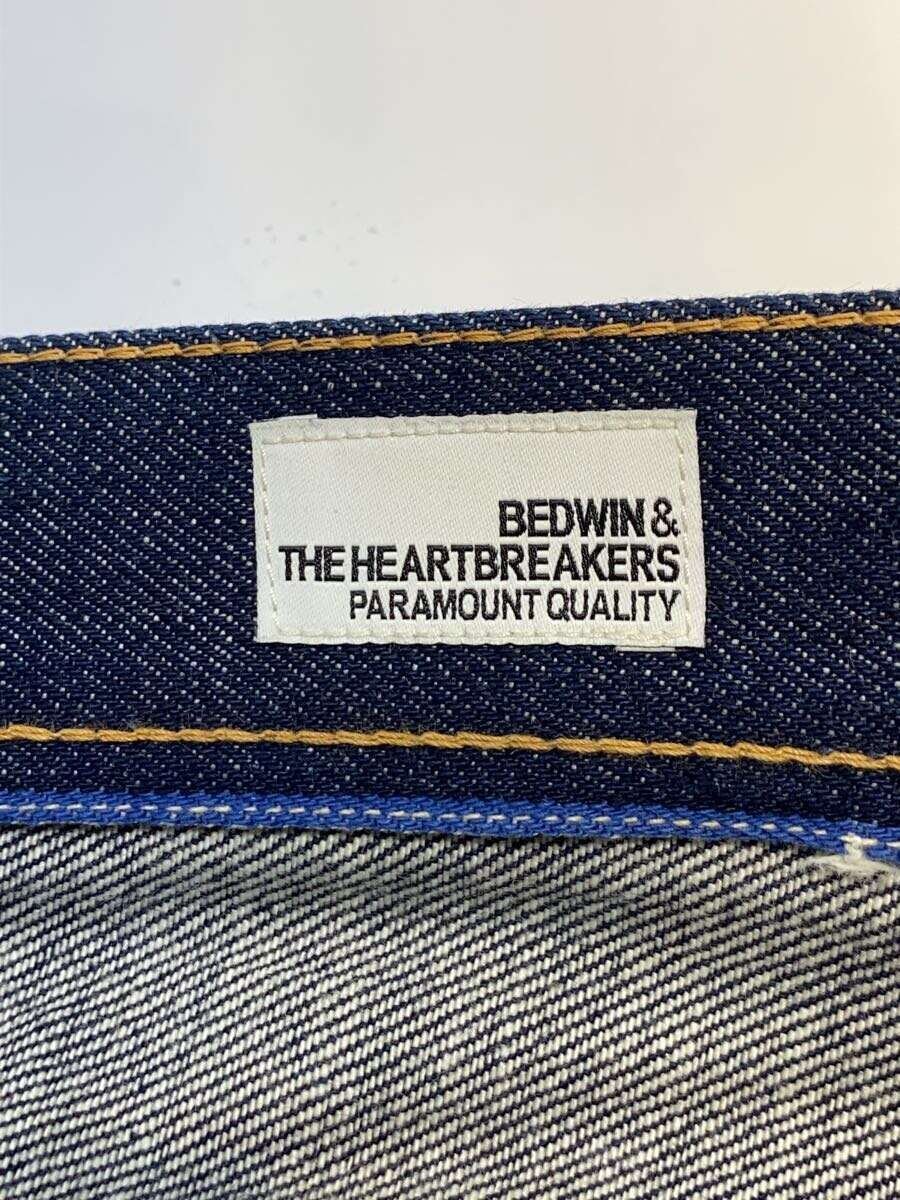 BEDWIN &
THE HEARTBREAKERS
PARAMOUNT QUALITY